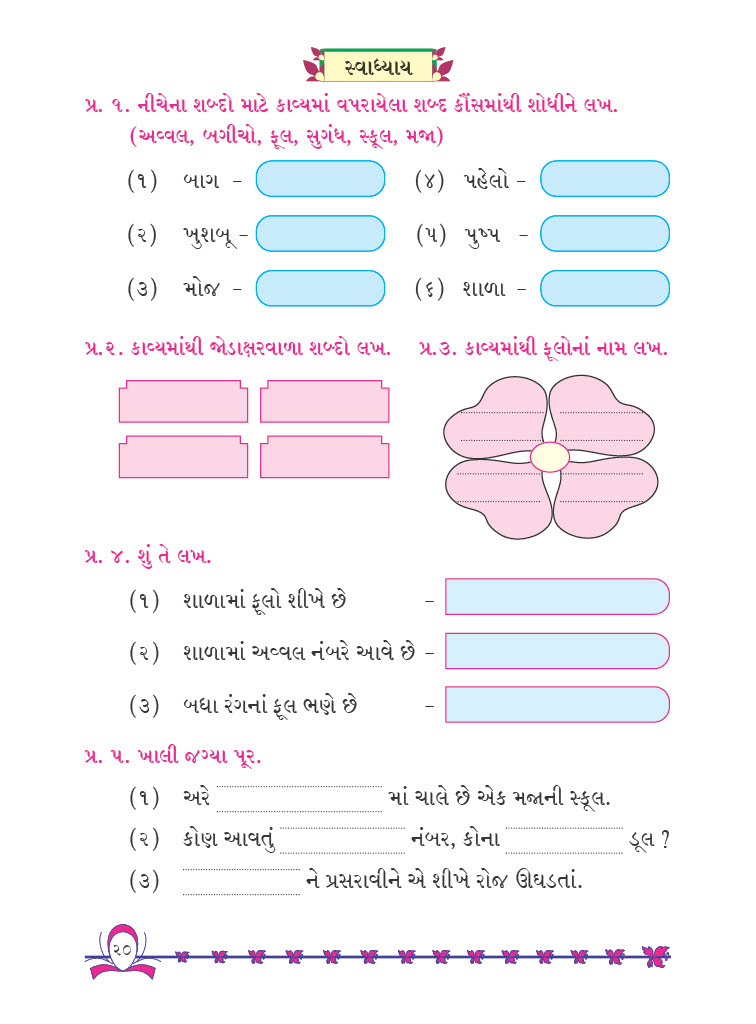 સ્વાધ્યાય
પ્ર. ૧. નીચેના શબ્દો માટે કાવ્યમાં વપરાયેલા શબ્દ કૌંસમાંથી શોધીને લખ.
(અવ્વલ, બગીચો, ફૂલ, સુગંધ, સ્કૂલ, મજા)
(૧) બાગ – (૪) પહેલો –
(૨) ખુશબૂ – (૫) પુષ્પ –
(૩) મોજ – (૬) શાળા –
પ્ર.૨. કાવ્યમાંથી જોડાક્ષરવાળા શબ્દો લખ. પ્ર.૩. કાવ્યમાંથી ફૂલોનાં નામ લખ.
પ્ર. ૪. શું તે લખ.
(૧) શાળામાં ફૂલો શીખે છે –
(૨) શાળામાં અવ્વલ નંબરે આવે છે –
(૩) બધા રંગનાં ફૂલ ભણે છે –
પ્ર. ૫. ખાલી જગ્યા પૂર.
(૧) અરે ............ માં ચાલે છે એક મજાની સ્કૂલ.
(૨) કોણ આવતું ............ નંબર, કોના ............ ડૂલ ?
(૩) ............ ને પ્રસરાવીને એ શીખે રોજ ઊઘડતાં.
૨૦